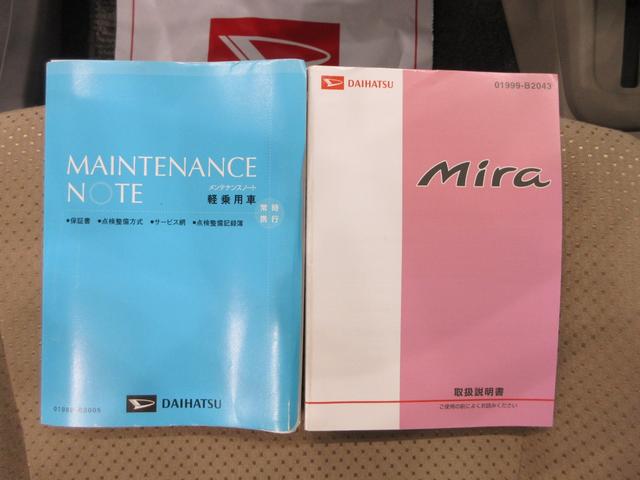 MAINTENANCE
NOTE
メンテナンスノート
軽乗用車
常時
携行
●保証書 ●点検整備方式 ●サービス網 ●点検整備記録簿
DAIHATSU
DAIHATSU
01999-B2043
Mira
取扱説明書
ご使用の前によくお読みください